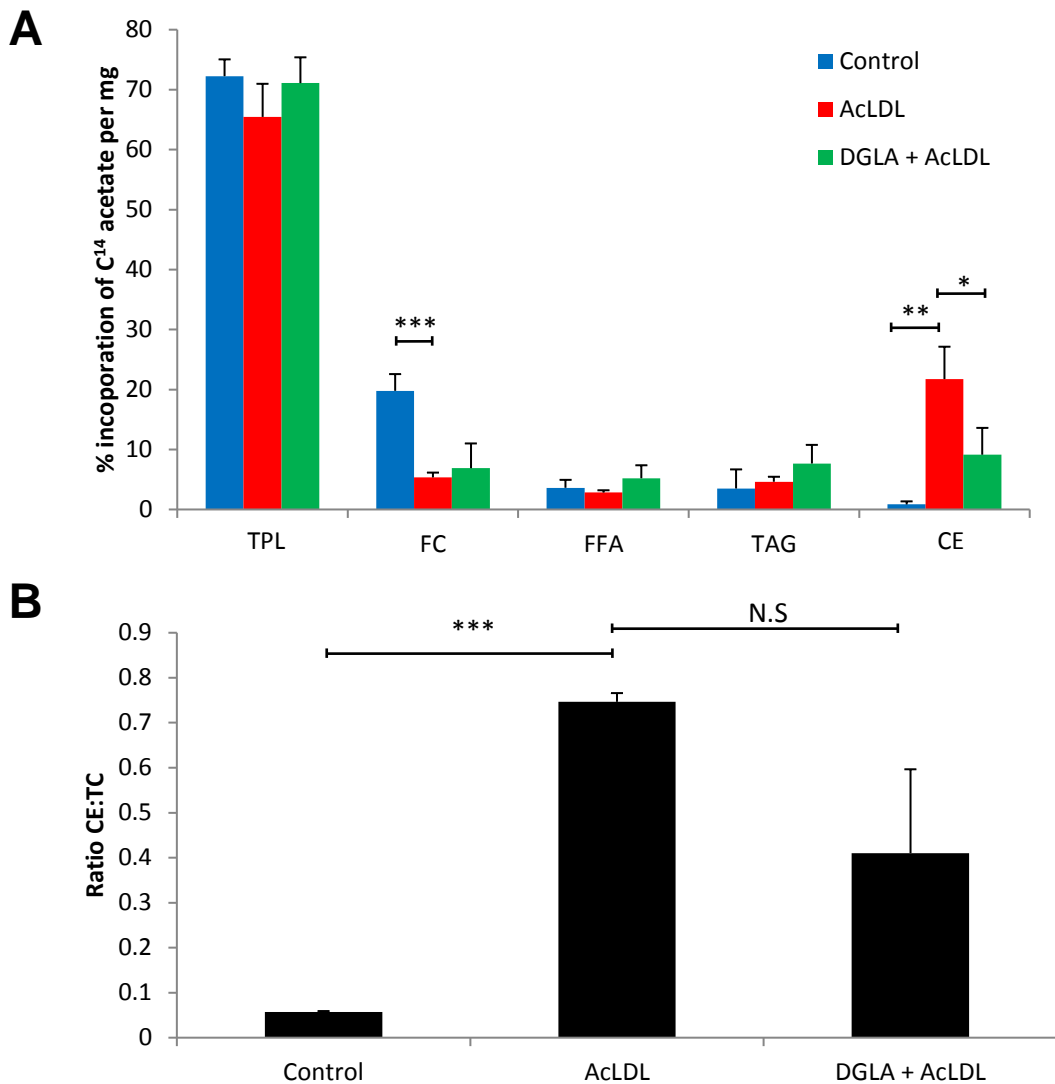 A
% incoporation of C¹⁴ acetate per mg
80
70
60
50
40
30
20
10
0
Control
AcLDL
DGLA + AcLDL
***
**
*
TPL
FC
FFA
TAG
CE
B
Ratio CE:TC
0.9
0.8
0.7
0.6
0.5
0.4
0.3
0.2
0.1
0
***
N.S
Control
AcLDL
DGLA + AcLDL